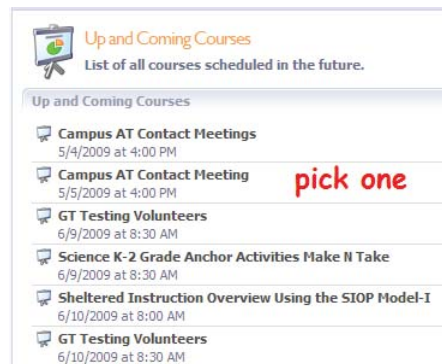 Up and Coming Courses
List of all courses scheduled in the future.
Up and Coming Courses
Campus AT Contact Meetings
5/4/2009 at 4:00 PM
Campus AT Contact Meeting
5/5/2009 at 4:00 PM
pick one
GT Testing Volunteers
6/9/2009 at 8:30 AM
Science K-2 Grade Anchor Activities Make N Take
6/9/2009 at 8:30 AM
Sheltered Instruction Overview Using the SIOP Model-I
6/10/2009 at 8:00 AM
GT Testing Volunteers
6/10/2009 at 8:30 AM